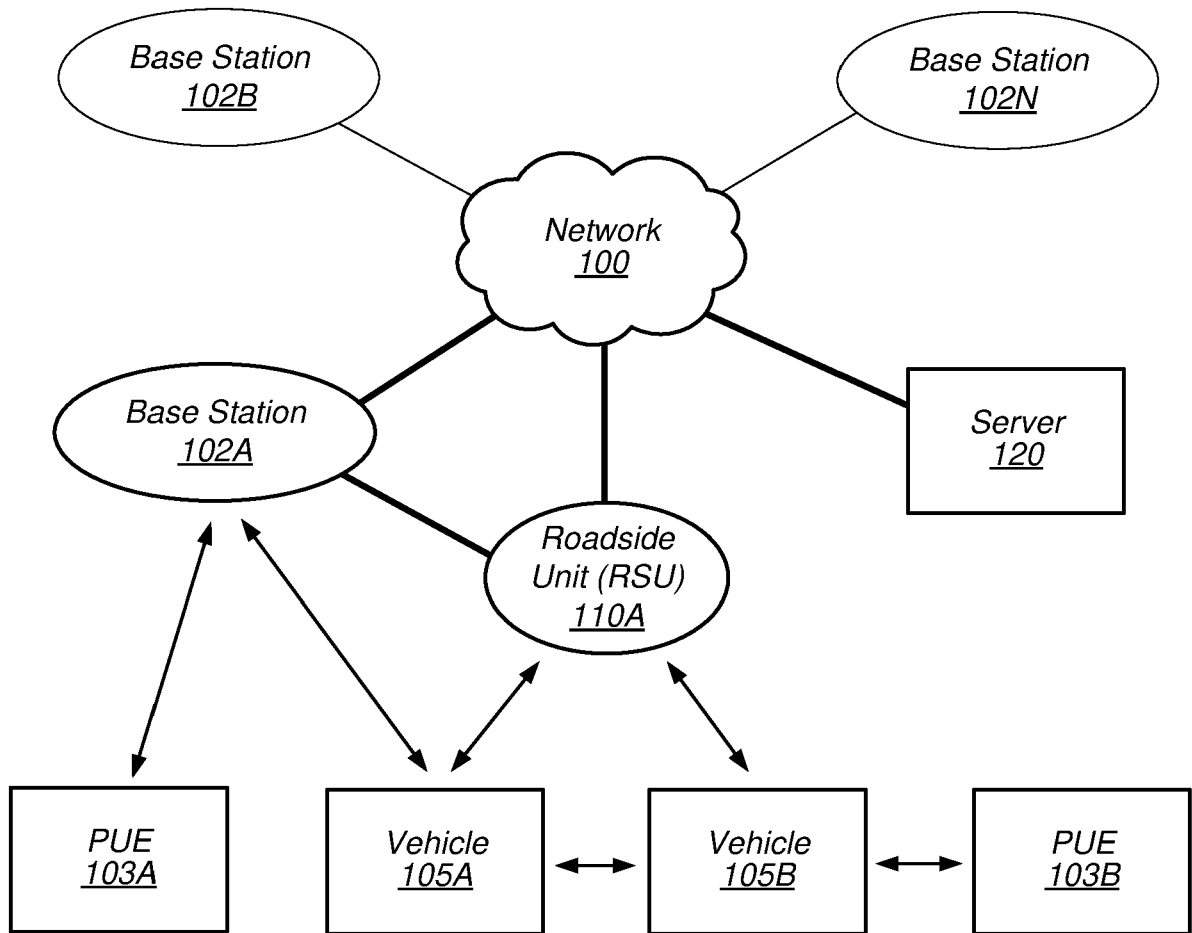 Base Station
102B
Base Station
102N
Network
100
Base Station
102A
Server
120
Roadside
Unit (RSU)
110A
PUE
103A
Vehicle
105A
Vehicle
105B
PUE
103B